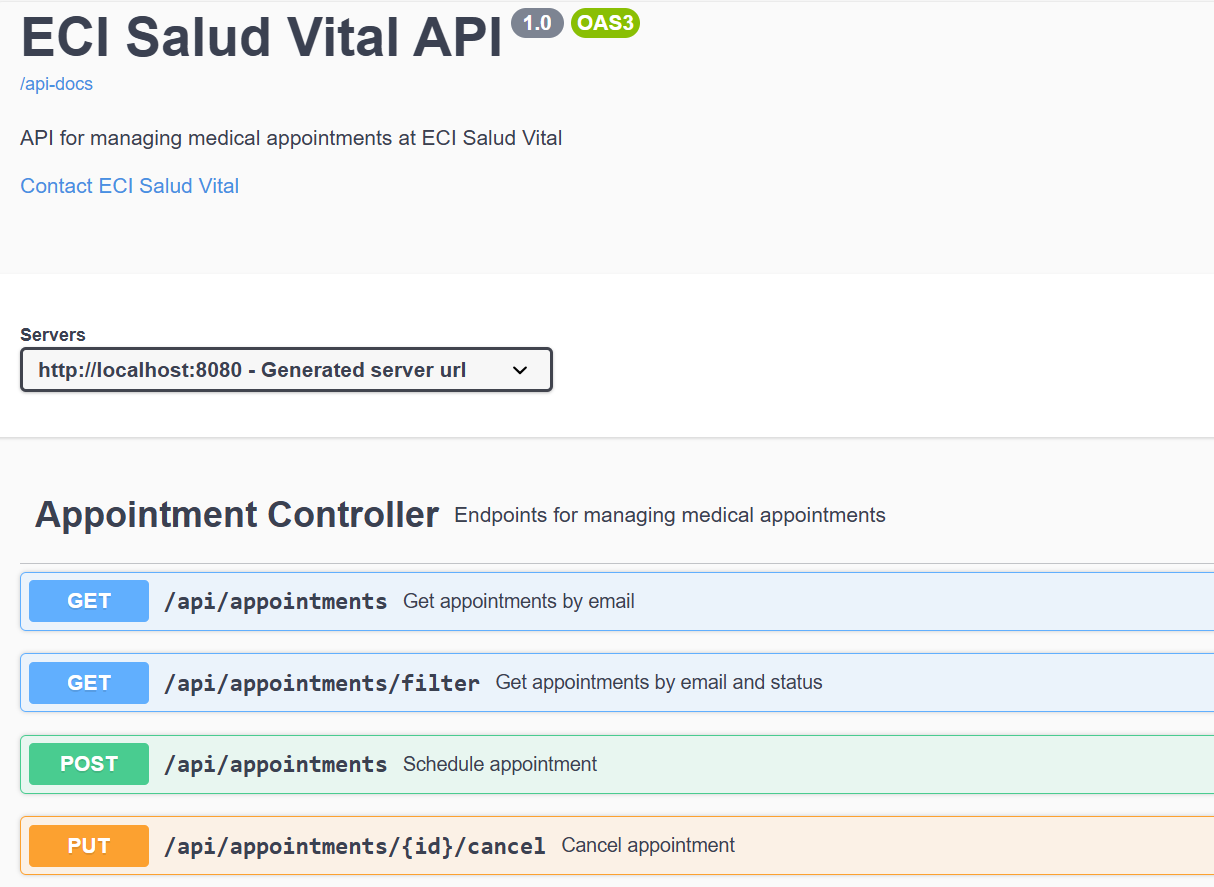 ECI Salud Vital API 1.0 OAS3
/api-docs
API for managing medical appointments at ECI Salud Vital
Contact ECI Salud Vital
Servers
http://localhost:8080 - Generated server url
Appointment Controller Endpoints for managing medical appointments
GET /api/appointments Get appointments by email
GET /api/appointments/filter Get appointments by email and status
POST /api/appointments Schedule appointment
PUT /api/appointments/{id}/cancel Cancel appointment